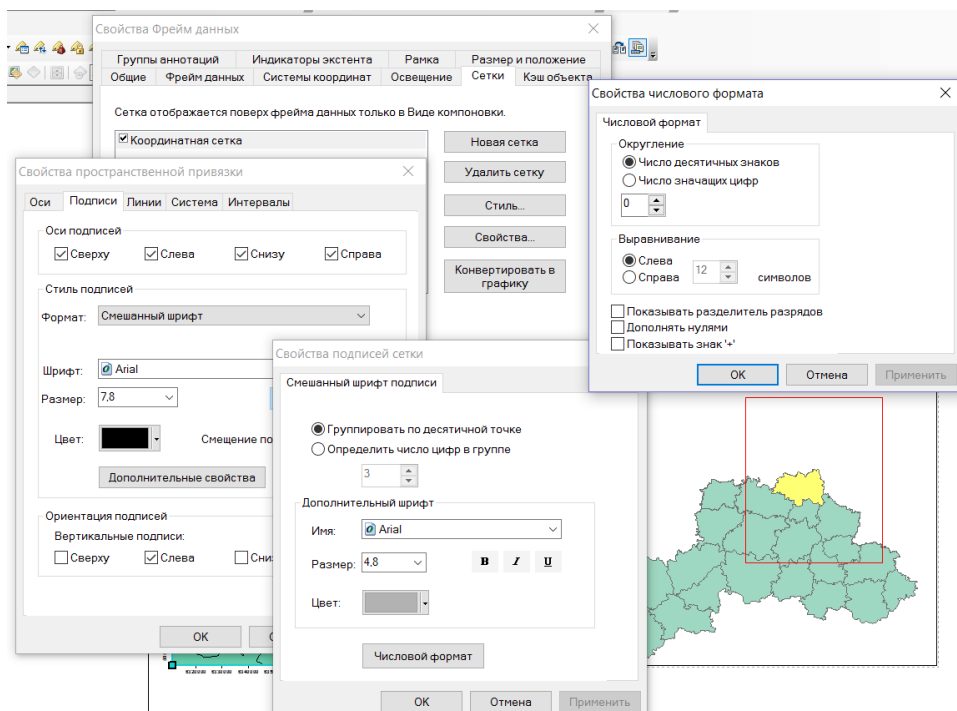 Свойства Фрейм данных
Группы аннотаций Индикаторы экстента Рамка Размер и положение
Общие Фрейм данных Системы координат Освещение Сетки Кэш объекта
Сетка отображается поверх фрейма данных только в Виде компоновки.
Координатная сетка
Новая сетка
Удалить сетку
Стиль...
Свойства...
Конвертировать в
графику
Свойства числового формата
Числовой формат
Округление
Число десятичных знаков
Число значащих цифр
0
Выравнивание
Слева
Справа 12 символов
Показывать разделитель разрядов
Дополнять нулями
Показывать знак '+'
ОК Отмена Применить
Свойства пространственной привязки
Оси Подписи Линии Система Интервалы
Оси подписей
Сверху Слева Снизу Справа
Стиль подписей
Формат: Смешанный шрифт
Шрифт: Arial
Размер: 7,8
Цвет: Смещение по
Дополнительные свойства
Ориентация подписей
Вертикальные подписи:
Сверху Слева Сни
ОК
Свойства подписей сетки
Смешанный шрифт подписи
Группировать по десятичной точке
Определить число цифр в группе
3
Дополнительный шрифт
Имя: Arial
Размер: 4,8 B I U
Цвет:
Числовой формат
ОК Отмена Применить